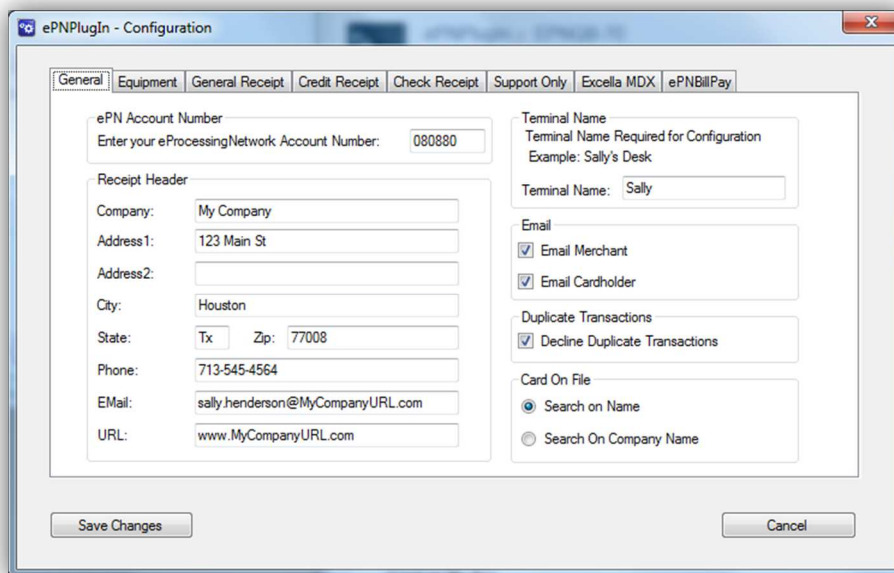 ePNPlugIn - Configuration
General Equipment General Receipt Credit Receipt Check Receipt Support Only Excella MDX ePNBillPay
ePN Account Number
Enter your eProcessingNetwork Account Number: 080880
Receipt Header
Company: My Company
Address1: 123 Main St
Address2:
City: Houston
State: Tx Zip: 77008
Phone: 713-545-4564
EMail: sally.henderson@MyCompanyURL.com
URL: www.MyCompanyURL.com
Terminal Name
Terminal Name Required for Configuration
Example: Sally's Desk
Terminal Name: Sally
Email
Email Merchant
Email Cardholder
Duplicate Transactions
Decline Duplicate Transactions
Card On File
Search on Name
Search On Company Name
Save Changes Cancel